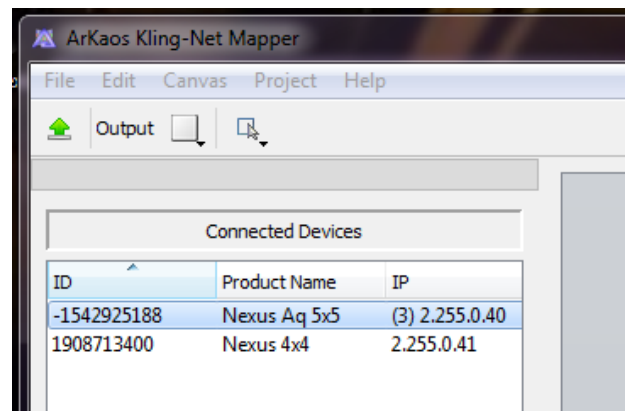 ArKaos Kling-Net Mapper
File Edit Canvas Project Help
Output
Connected Devices
ID Product Name IP
-1542925188 Nexus Aq 5x5 (3) 2.255.0.40
1908713400 Nexus 4x4 2.255.0.41